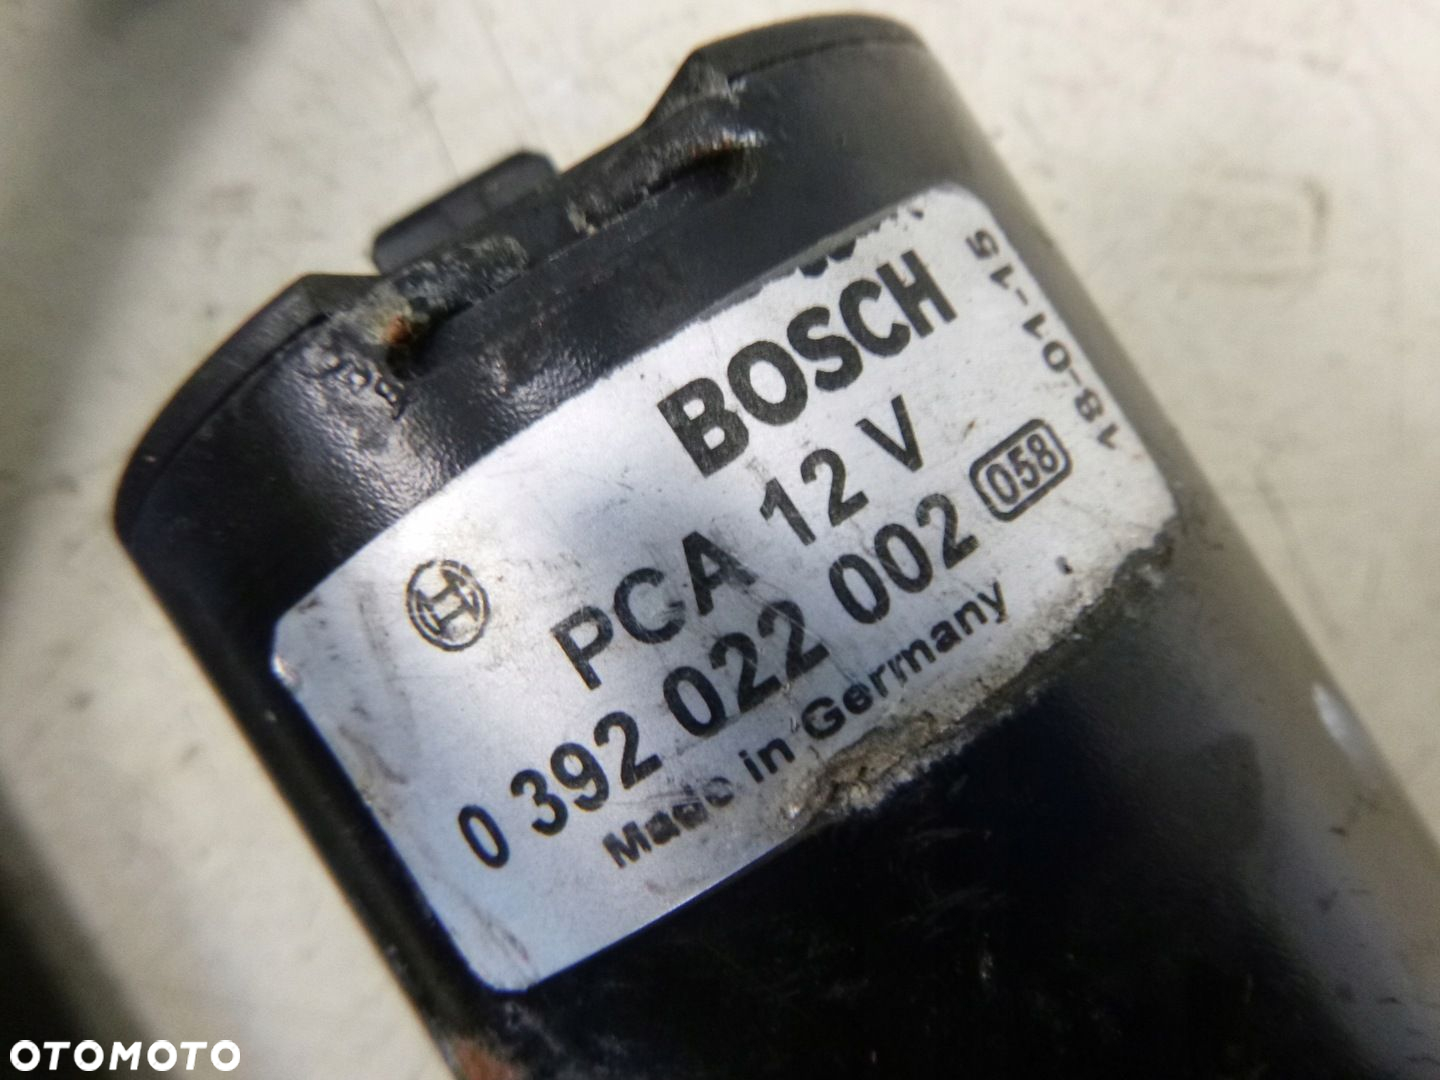 BOSCH
PCA 12 V
0 392 022 002
058
Made in Germany
18-01-15
OTOMOTO